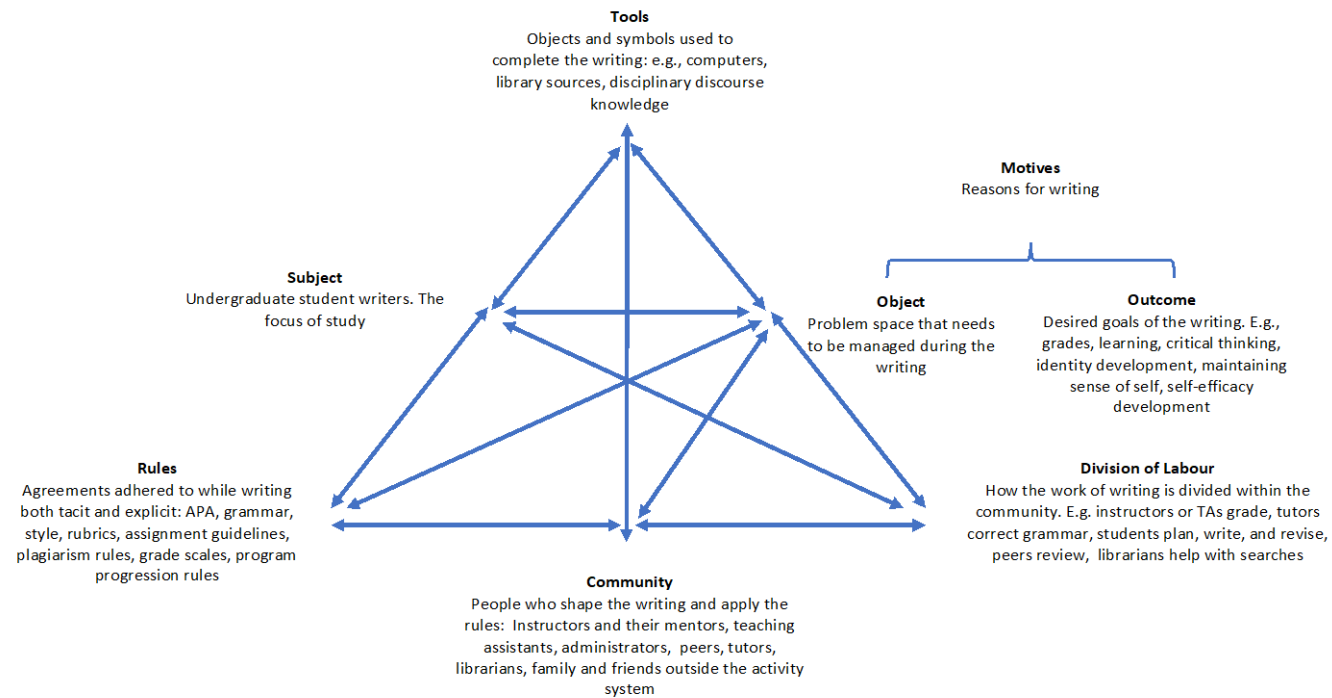 Tools
Objects and symbols used to
complete the writing: e.g., computers,
library sources, disciplinary discourse
knowledge
Motives
Reasons for writing
Subject
Undergraduate student writers. The
focus of study
Object
Problem space that needs
to be managed during the
writing
Outcome
Desired goals of the writing. E.g.,
grades, learning, critical thinking,
identity development, maintaining
sense of self, self-efficacy
development
Rules
Agreements adhered to while writing
both tacit and explicit: APA, grammar,
style, rubrics, assignment guidelines,
plagiarism rules, grade scales, program
progression rules
Division of Labour
How the work of writing is divided within the
community. E.g. instructors or TAs grade, tutors
correct grammar, students plan, write, and revise,
peers review, librarians help with searches
Community
People who shape the writing and apply the
rules: Instructors and their mentors, teaching
assistants, administrators, peers, tutors,
librarians, family and friends outside the activity
system